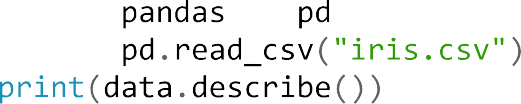 pandas pd
pd.read_csv("iris.csv")
print(data.describe())